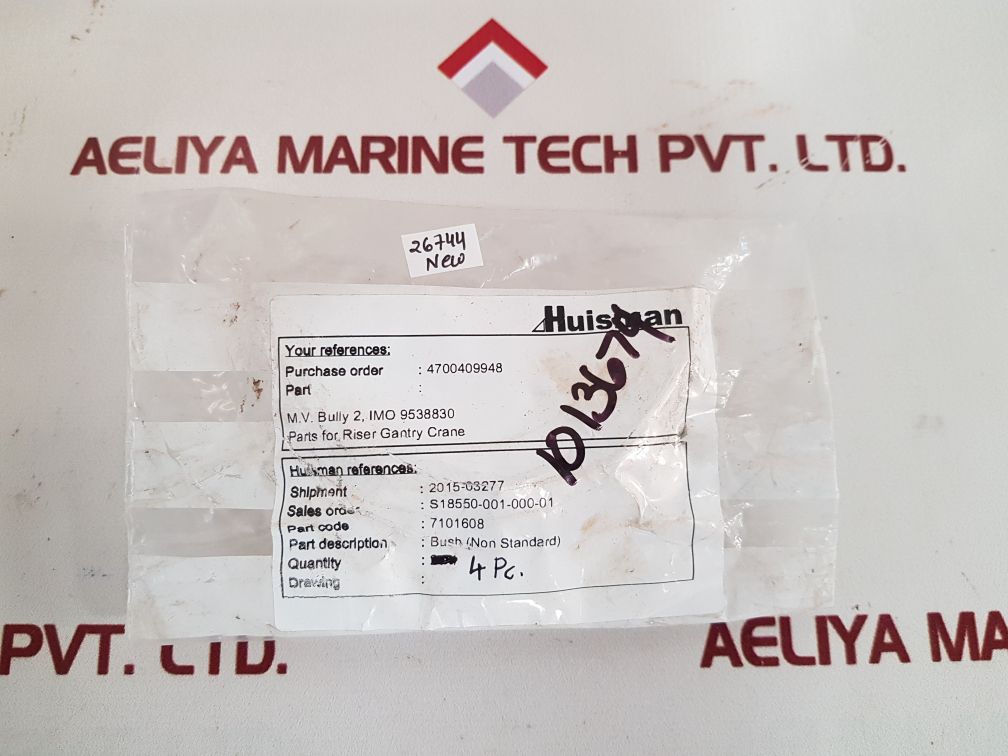 AELIYA MARINE TECH PVT. LTD.
26744
New
Huisman
Your references:
Purchase order : 4700409948
Part :
M.V. Bully 2, IMO 9538830
Parts for Riser Gantry Crane
1013679
Huisman references:
Shipment : 2015-03277
Sales order : S18550-001-000-01
Part code : 7101608
Part description : Bush (Non Standard)
Quantity : 4 Pc.
Drawing :
PVT. LTD.
AELIYA MA